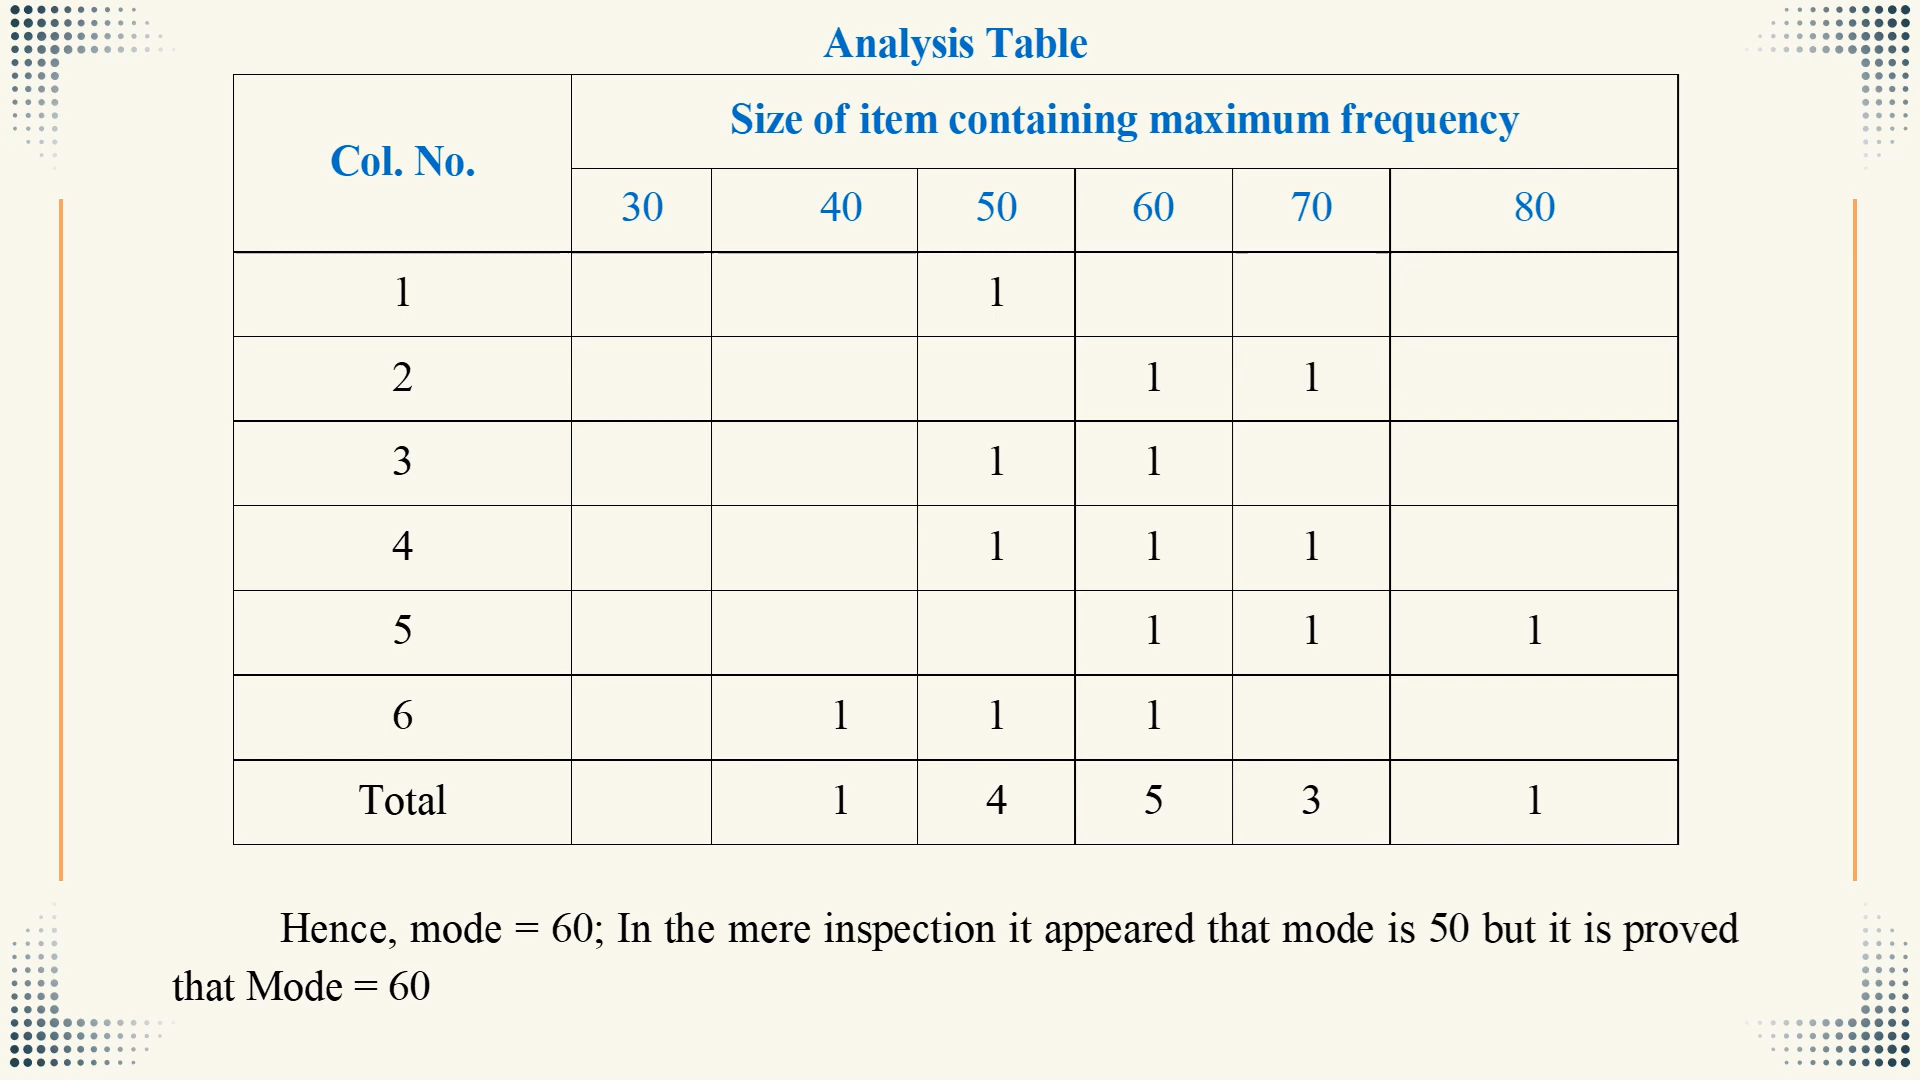 Analysis Table
Col. No.
Size of item containing maximum frequency
30 40 50 60 70 80
1 1
2 1 1
3 1 1
4 1 1 1
5 1 1 1
6 1 1 1
Total 1 4 5 3 1
Hence, mode = 60; In the mere inspection it appeared that mode is 50 but it is proved
that Mode = 60